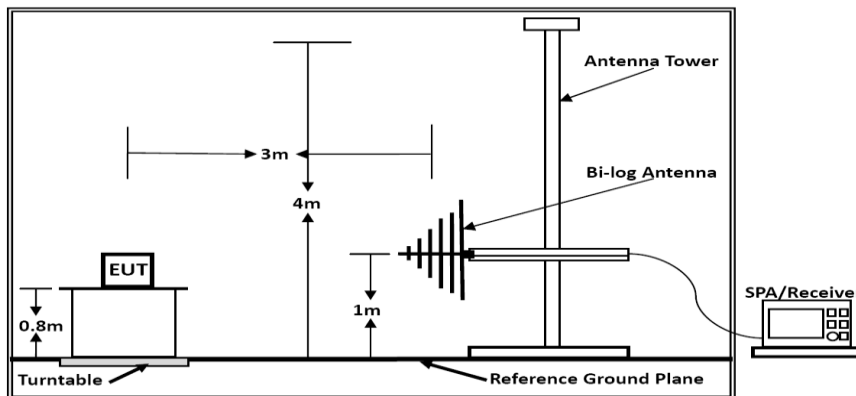 Antenna Tower
3m
Bi-log Antenna
4m
EUT
SPA/Receive
0.8m
1m
Turntable
Reference Ground Plane